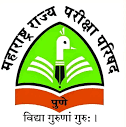 महाराष्ट्र राज्य परीक्षा परिषद
पुणे
विद्या गुरुणां गुरु: ।